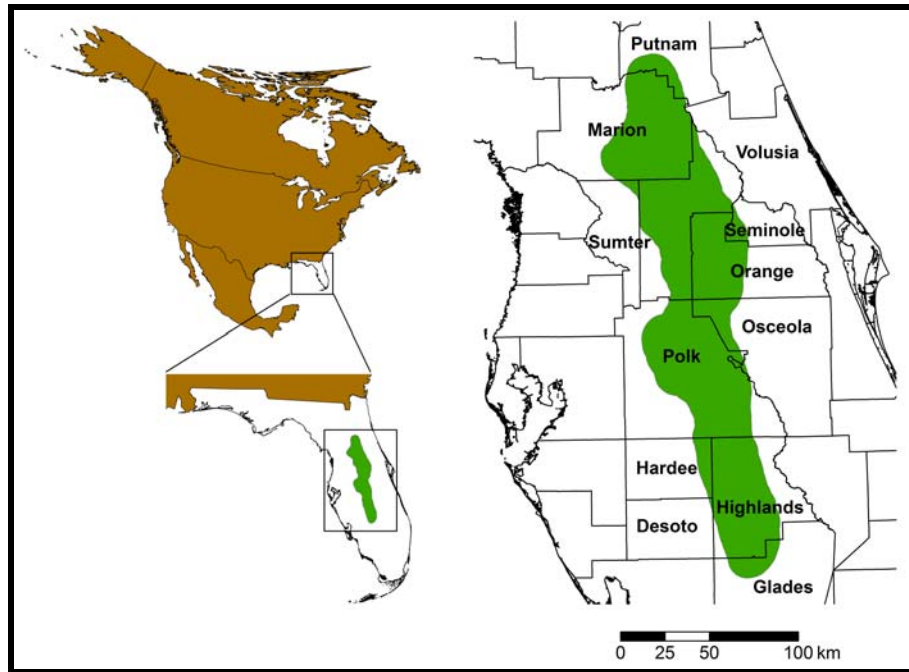 Putnam
Marion
Volusia
Seminole
Sumter
Orange
Osceola
Polk
Hardee
Highlands
Desoto
Glades
0 25 50 100 km